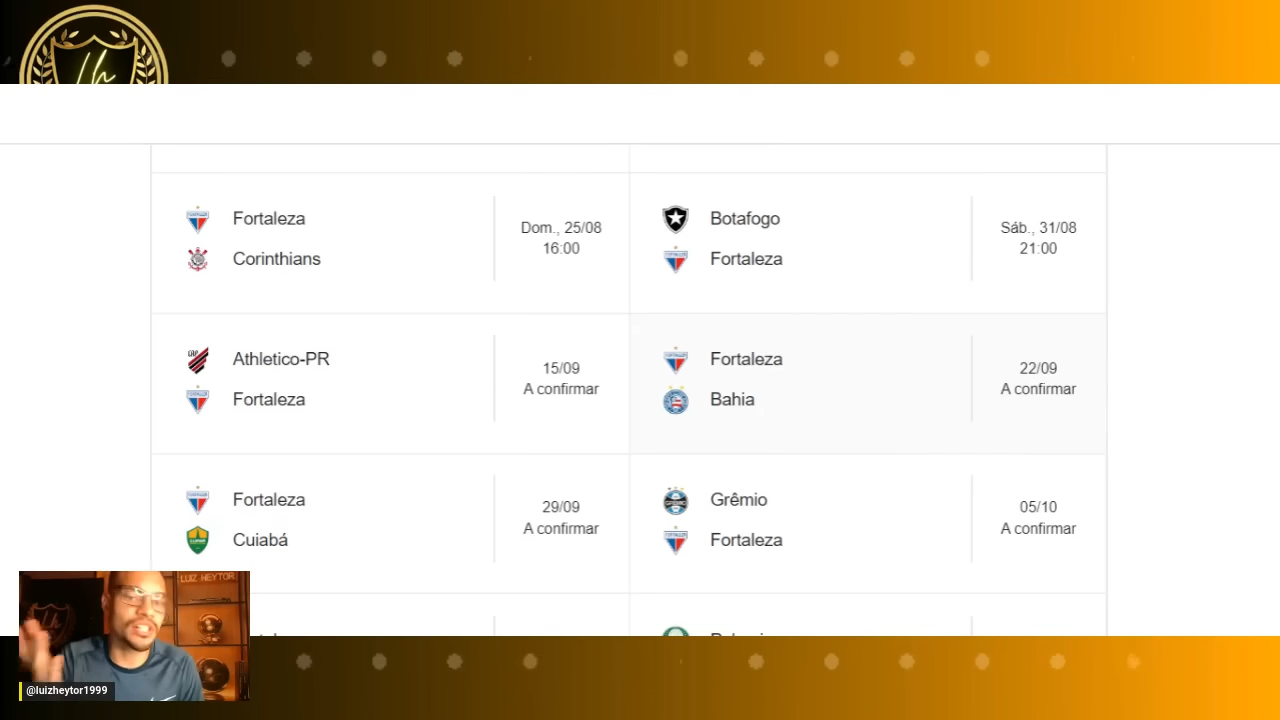 lh
Fortaleza
Corinthians
Dom., 25/08
16:00
Botafogo
Fortaleza
Sáb., 31/08
21:00
Athletico-PR
Fortaleza
15/09
A confirmar
Fortaleza
Bahia
22/09
A confirmar
Fortaleza
Cuiabá
29/09
A confirmar
Grêmio
Fortaleza
05/10
A confirmar
LUIZ HEYTOR
@luizheytor1999